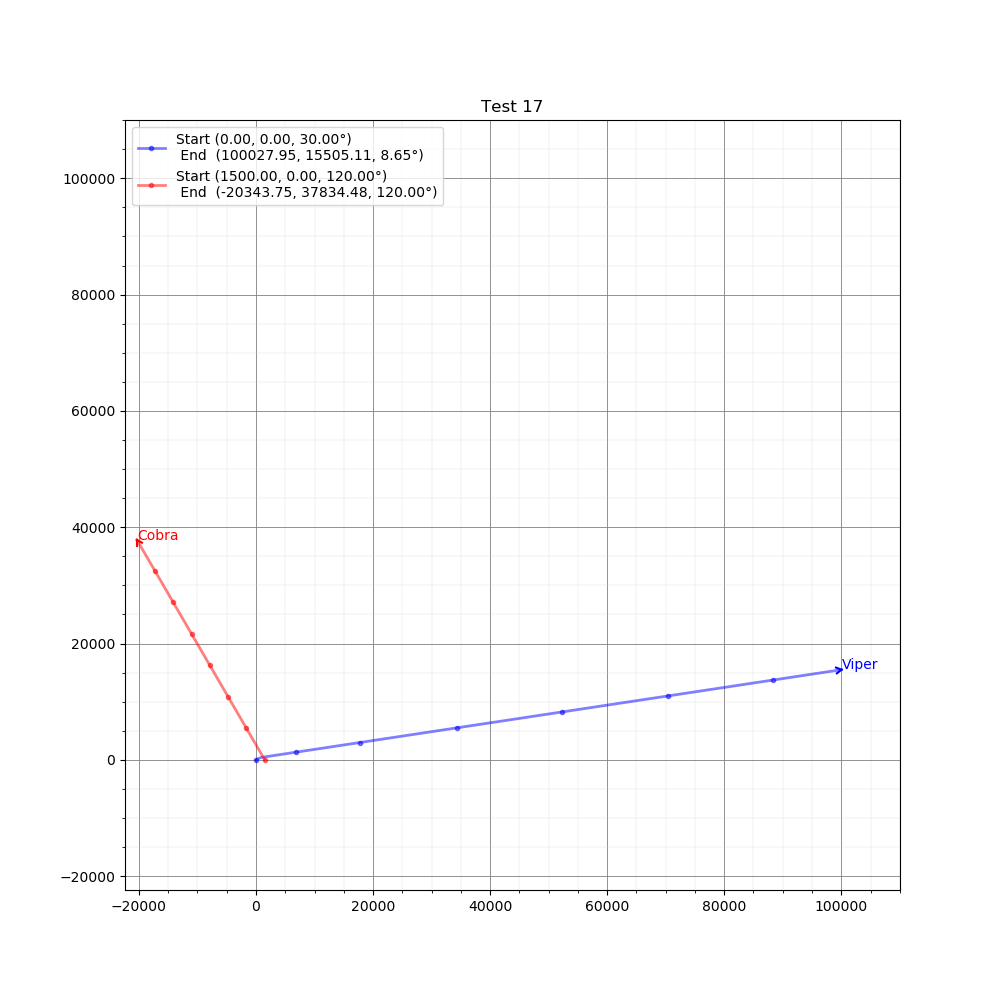 Test 17
Start (0.00, 0.00, 30.00°)
End (100027.95, 15505.11, 8.65°)
Start (1500.00, 0.00, 120.00°)
End (-20343.75, 37834.48, 120.00°)
100000
80000
60000
40000
20000
0
−20000
Cobra
Viper
−20000 0 20000 40000 60000 80000 100000